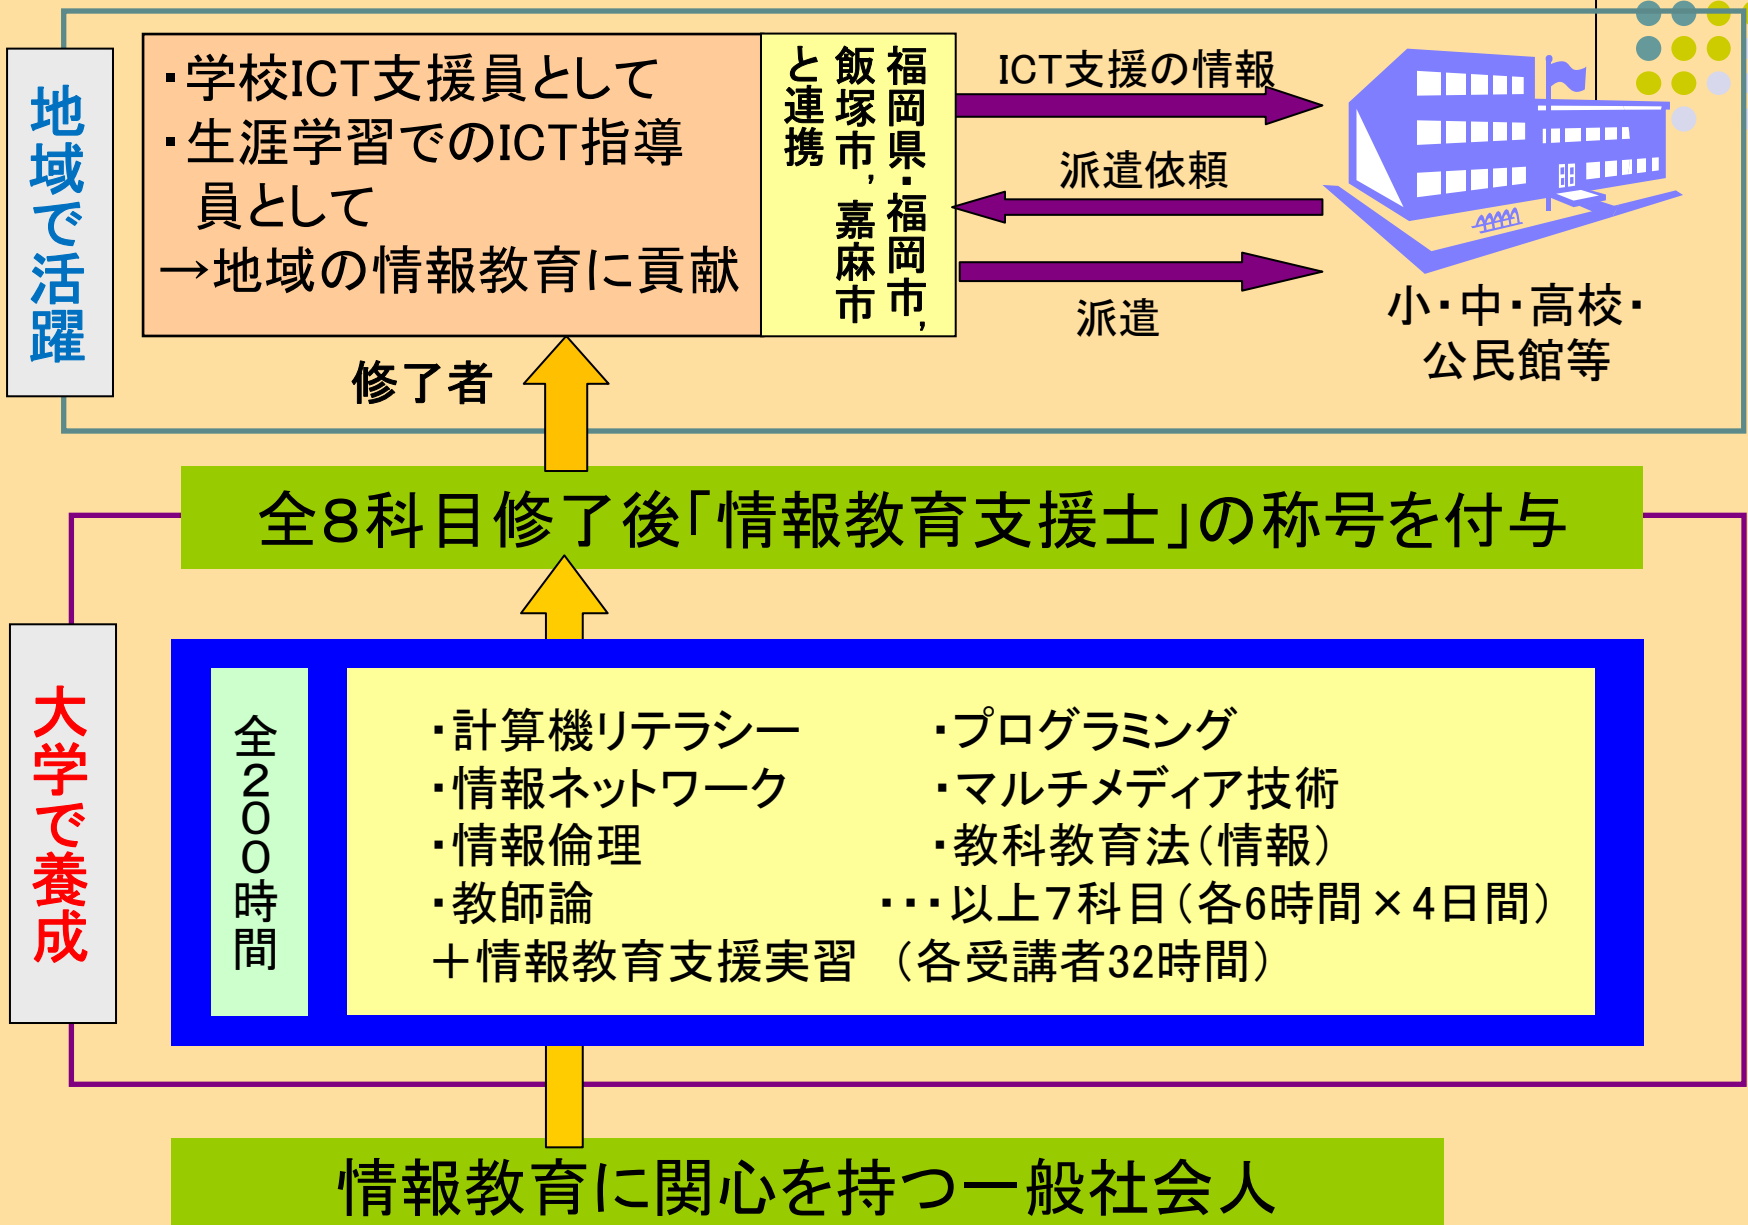 地域で活躍
・学校ICT支援員として
・生涯学習でのICT指導
員として
→地域の情報教育に貢献
福岡県・福岡市，
飯塚市，嘉麻市
と連携
ICT支援の情報
派遣依頼
派遣
小・中・高校・
公民館等
修了者
全８科目修了後「情報教育支援士」の称号を付与
大学で養成
全２００時間
・計算機リテラシー　・プログラミング
・情報ネットワーク　・マルチメディア技術
・情報倫理　・教科教育法（情報）
・教師論　・・・以上７科目（各6時間×4日間）
＋情報教育支援実習　（各受講者32時間）
情報教育に関心を持つ一般社会人